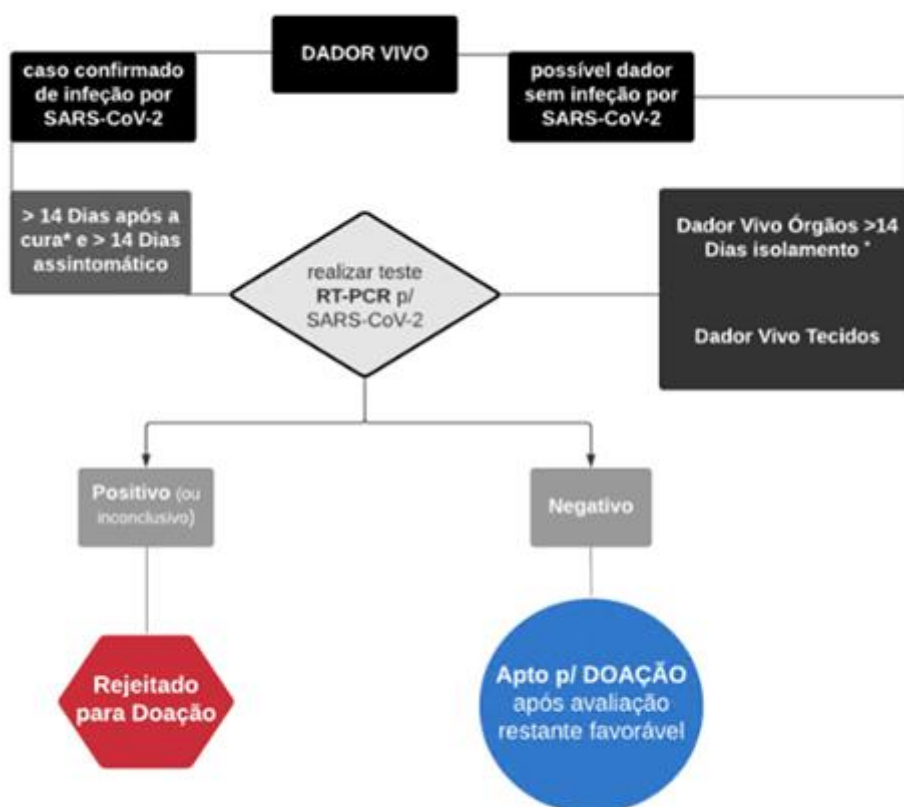 DADOR VIVO
caso confirmado
de infeção por
SARS-CoV-2
possível dador
sem infeção por
SARS-CoV-2
> 14 Dias após a
cura* e > 14 Dias
assintomático
realizar teste
RT-PCR p/
SARS-CoV-2
Dador Vivo Órgãos >14
Dias isolamento *
Dador Vivo Tecidos
Positivo (ou
inconclusivo)
Negativo
Rejeitado
para Doação
Apto p/ DOAÇÃO
após avaliação
restante favorável